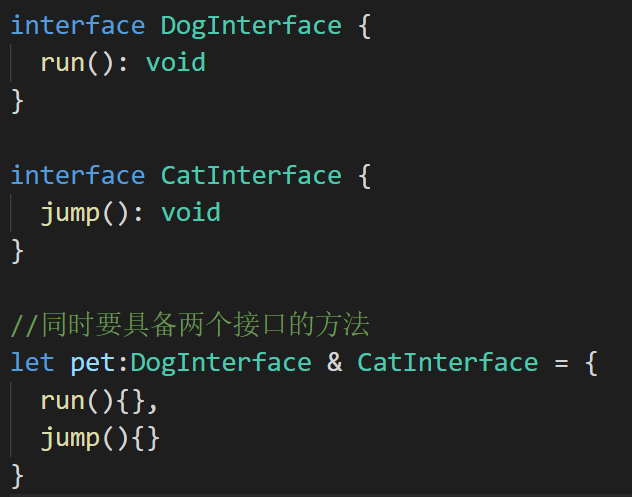 interface DogInterface {
  run(): void
}
interface CatInterface {
  jump(): void
}
//同时要具备两个接口的方法
let pet:DogInterface & CatInterface = {
  run(){},
  jump(){}
}